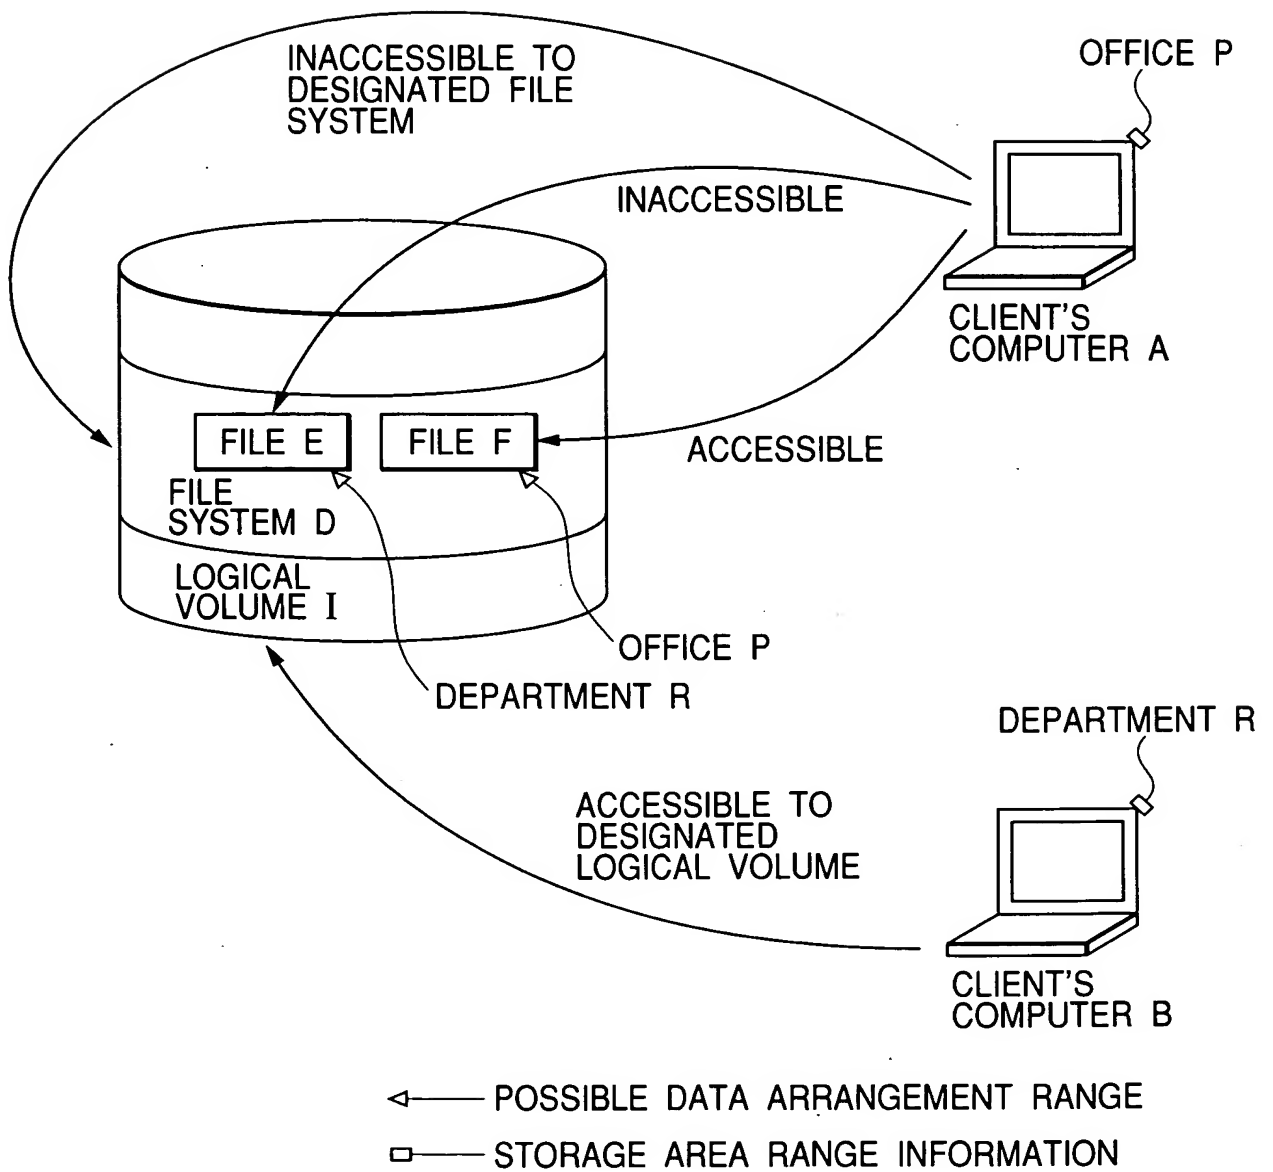 INACCESSIBLE TO
DESIGNATED FILE
SYSTEM
OFFICE P
INACCESSIBLE
CLIENT'S
COMPUTER A
FILE E
FILE F
ACCESSIBLE
FILE
SYSTEM D
LOGICAL
VOLUME I
OFFICE P
DEPARTMENT R
DEPARTMENT R
ACCESSIBLE TO
DESIGNATED
LOGICAL VOLUME
CLIENT'S
COMPUTER B
POSSIBLE DATA ARRANGEMENT RANGE
STORAGE AREA RANGE INFORMATION